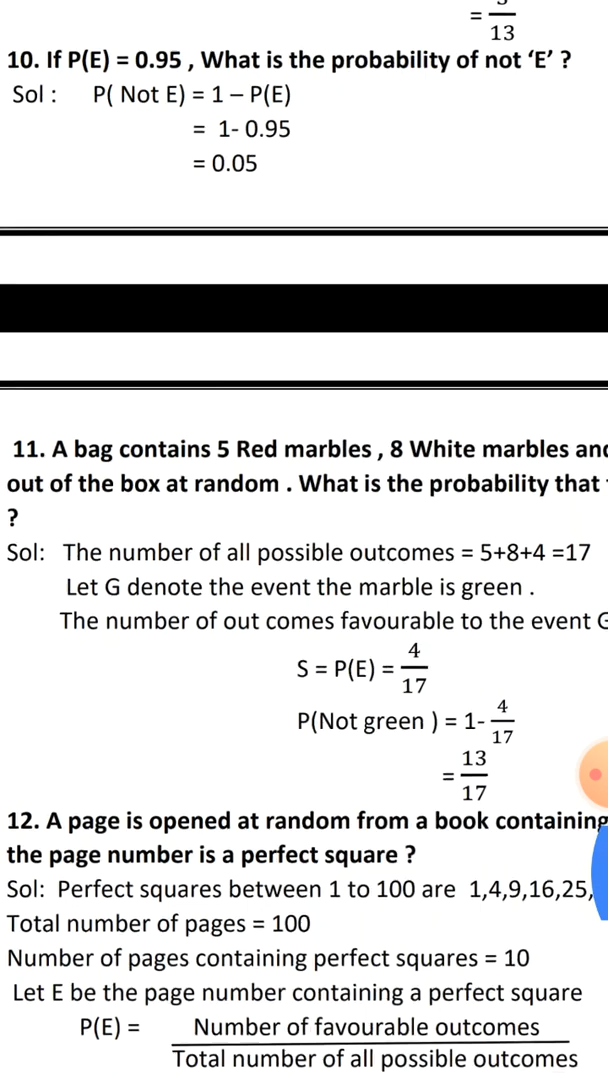 = 13
10. If P(E) = 0.95 , What is the probability of not ‘E’ ?
Sol : P( Not E) = 1 – P(E)
= 1- 0.95
= 0.05
11. A bag contains 5 Red marbles , 8 White marbles
out of the box at random . What is the probability that
?
Sol: The number of all possible outcomes = 5+8+4 =17
Let G denote the event the marble is green .
The number of out comes favourable to the event
S = P(E) = 4/17
P(Not green ) = 1- 4/17
= 13/17
12. A page is opened at random from a book containing
the page number is a perfect square ?
Sol: Perfect squares between 1 to 100 are 1,4,9,16,25,
Total number of pages = 100
Number of pages containing perfect squares = 10
Let E be the page number containing a perfect square
P(E) = Number of favourable outcomes
Total number of all possible outcomes